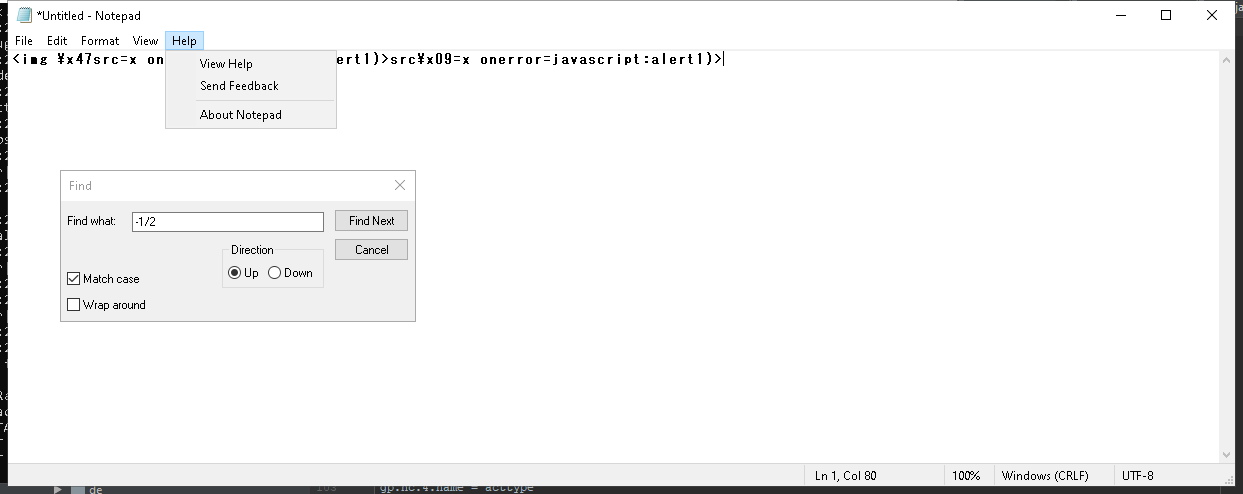 *Untitled - Notepad
File Edit Format View Help
<img ¥x47src=x on ert1)>src¥x09=x onerror=javascript:alert1)>
View Help
Send Feedback
About Notepad
Find
Find what: -1/2 Find Next
Direction Cancel
Up Down
Match case
Wrap around
Ln 1, Col 80 100% Windows (CRLF) UTF-8
de